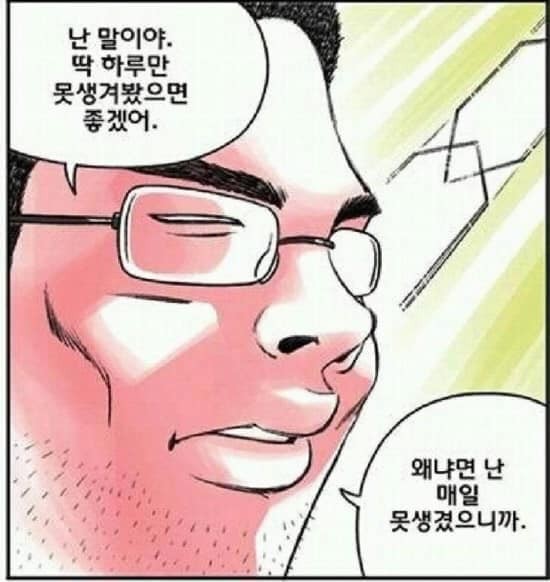 난 말이야.
딱 하루만
못생겨봤으면
좋겠어.
왜냐면 난
매일
못생겼으니까.